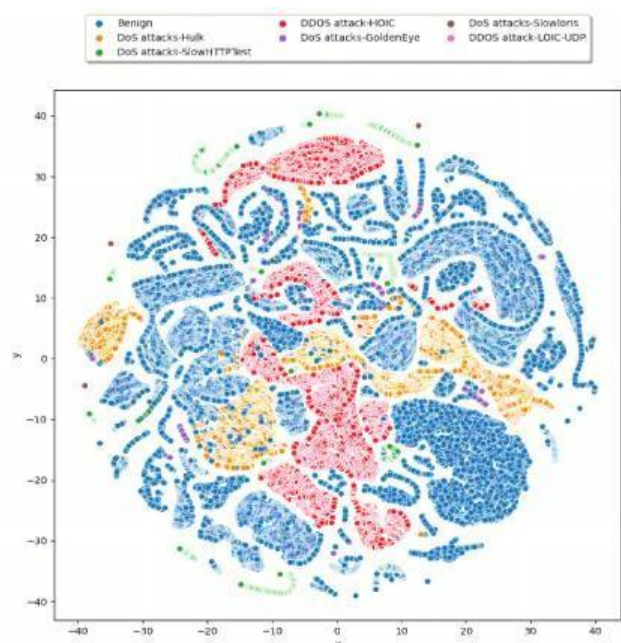 Benign DDOS attack-HOIC DoS attacks-Slowloris
DoS attacks-Hulk DoS attacks-GoldenEye DDOS attack-LOIC-UDP
DoS attacks-SlowHTTPTest
40
30
20
10
0
−10
−20
−30
−40
y
−40 −30 −20 −10 0 10 20 30 40